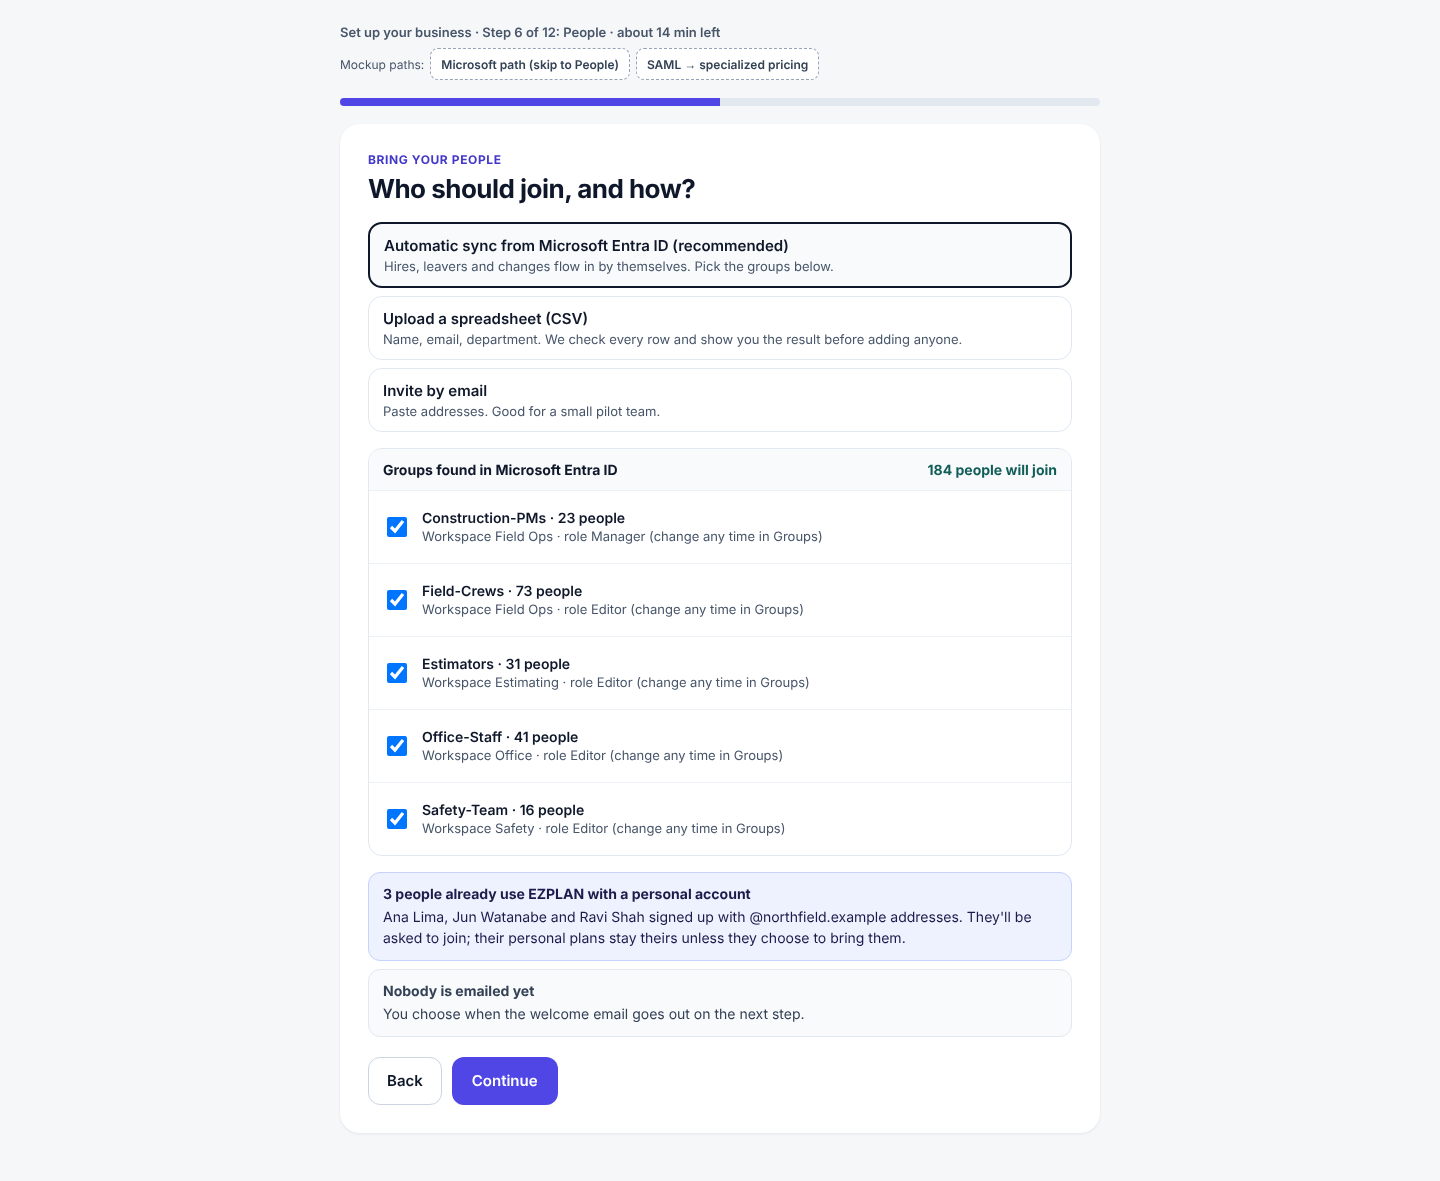 Set up your business · Step 6 of 12: People · about 14 min left
Mockup paths: Microsoft path (skip to People) SAML → specialized pricing
BRING YOUR PEOPLE
Who should join, and how?
Automatic sync from Microsoft Entra ID (recommended)
Hires, leavers and changes flow in by themselves. Pick the groups below.
Upload a spreadsheet (CSV)
Name, email, department. We check every row and show you the result before adding anyone.
Invite by email
Paste addresses. Good for a small pilot team.
Groups found in Microsoft Entra ID 184 people will join
Construction-PMs · 23 people
Workspace Field Ops · role Manager (change any time in Groups)
Field-Crews · 73 people
Workspace Field Ops · role Editor (change any time in Groups)
Estimators · 31 people
Workspace Estimating · role Editor (change any time in Groups)
Office-Staff · 41 people
Workspace Office · role Editor (change any time in Groups)
Safety-Team · 16 people
Workspace Safety · role Editor (change any time in Groups)
3 people already use EZPLAN with a personal account
Ana Lima, Jun Watanabe and Ravi Shah signed up with @northfield.example addresses. They'll be
asked to join; their personal plans stay theirs unless they choose to bring them.
Nobody is emailed yet
You choose when the welcome email goes out on the next step.
Back Continue